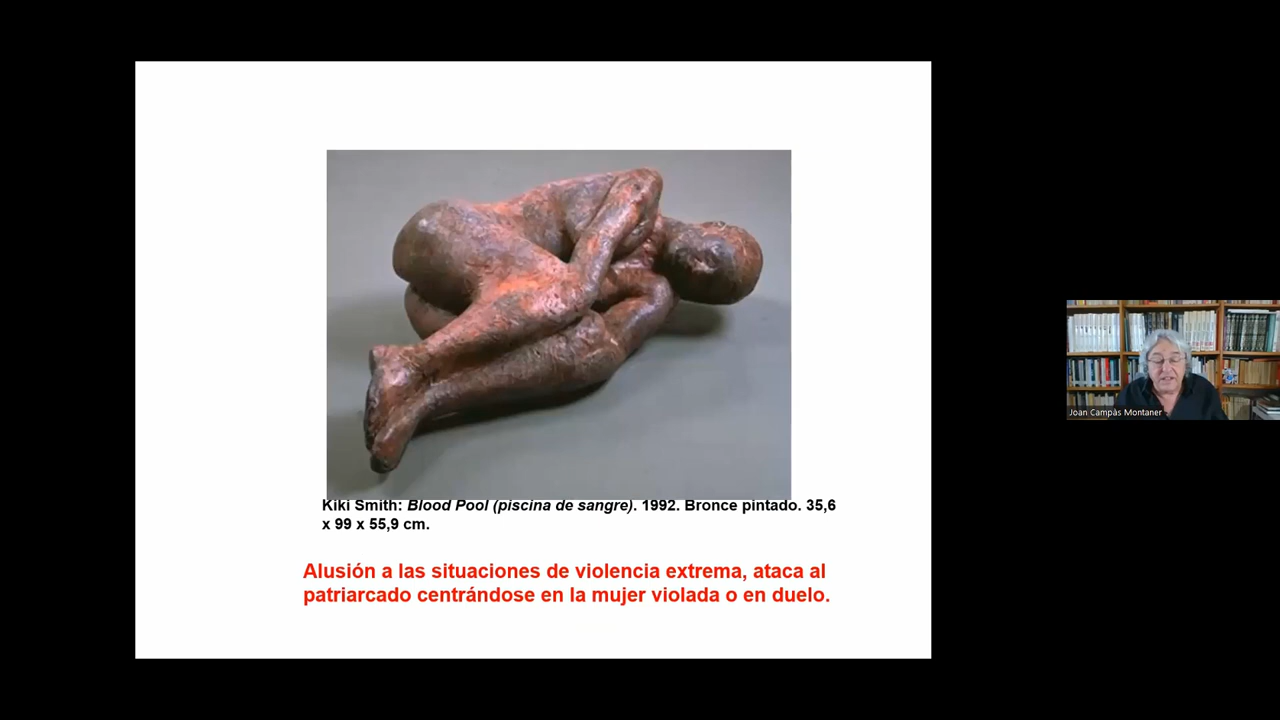 Kiki Smith: Blood Pool (piscina de sangre). 1992. Bronce pintado. 35,6
x 99 x 55,9 cm.
Alusión a las situaciones de violencia extrema, ataca al
patriarcado centrándose en la mujer violada o en duelo.
Joan Campàs Montaner